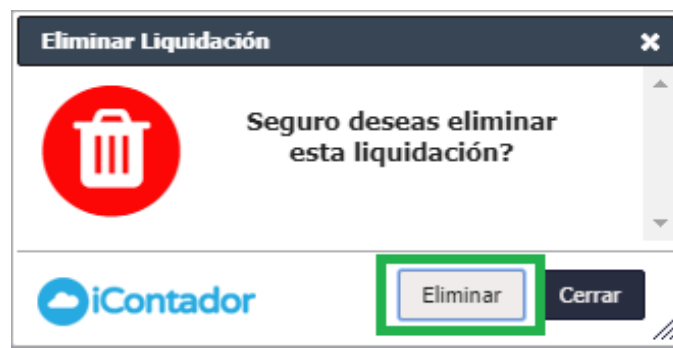 Eliminar Liquidación
Seguro deseas eliminar
esta liquidación?
iContador
Eliminar
Cerrar